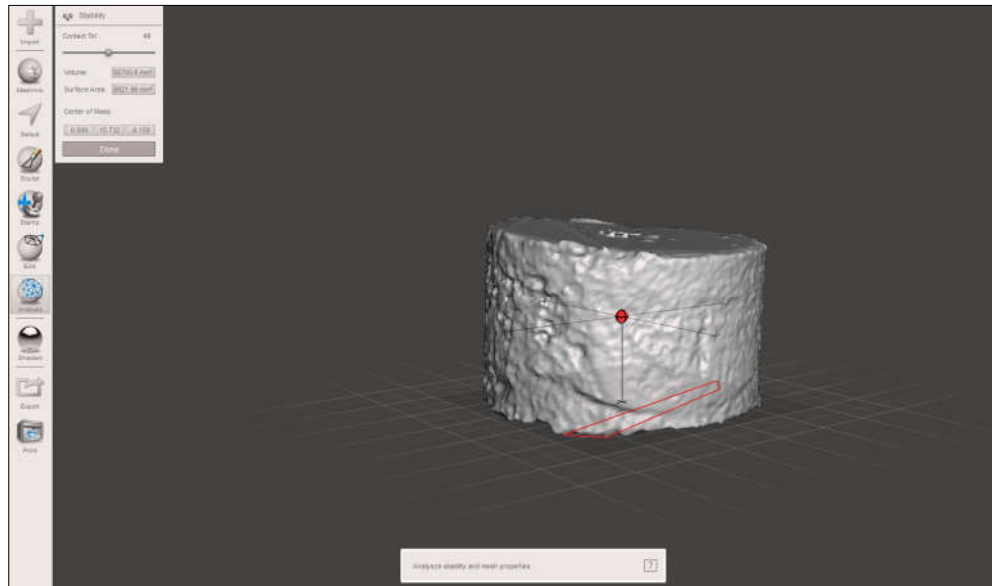 Import
Meshmix
Select
Sculpt
Stamp
Edit
Analysis
Shaders
Export
Print
Stability
Contact Tol
Volume:
Surface Area:
Center of Mass:
Done
Analyze stability and mesh properties
?